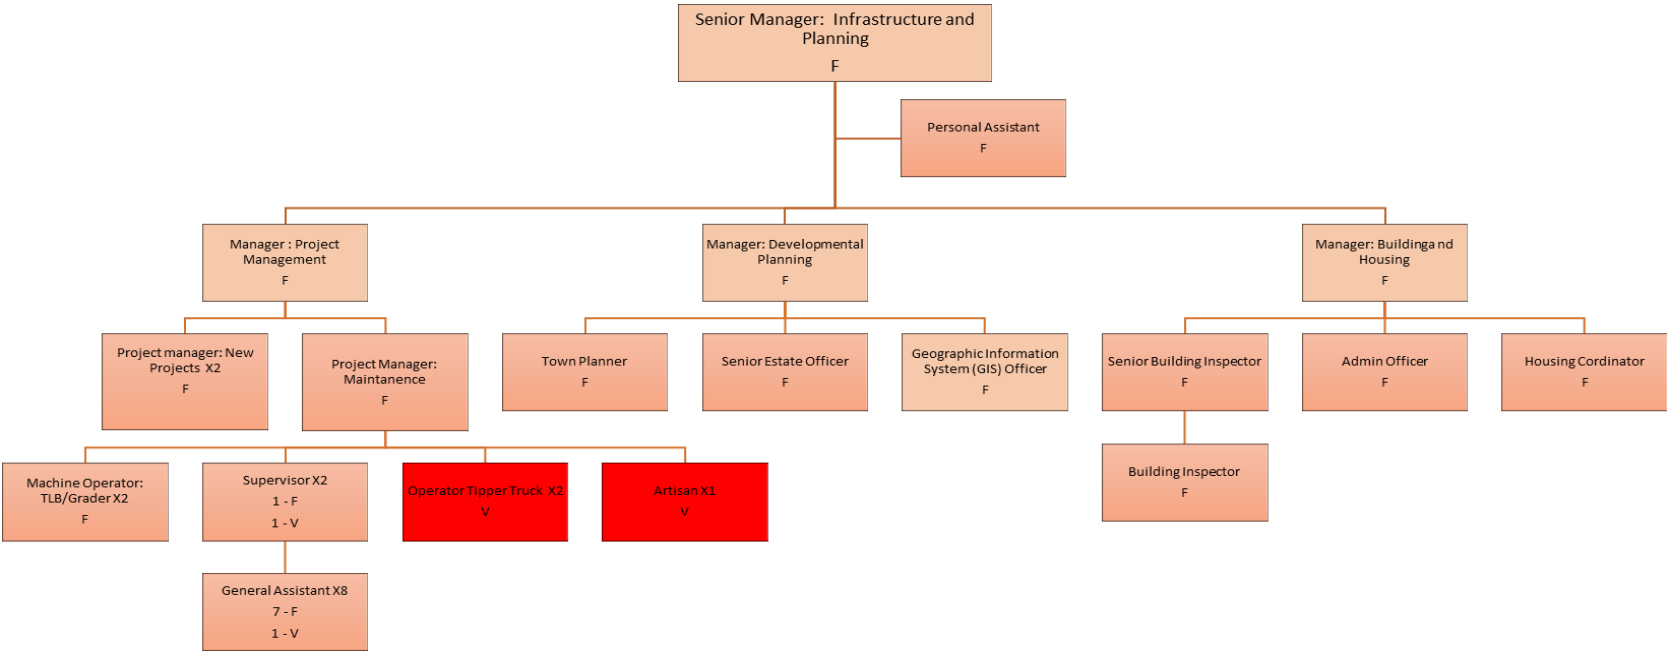 Senior Manager: Infrastructure and
Planning
F
Personal Assistant
F
Manager : Project
Management
F
Manager: Developmental
Planning
F
Manager: Buildinga nd
Housing
F
Project manager: New
Projects X2
F
Project Manager:
Maintanence
F
Town Planner
F
Senior Estate Officer
F
Geographic Information
System (GIS) Officer
F
Senior Building Inspector
F
Admin Officer
F
Housing Cordinator
F
Machine Operator:
TLB/Grader X2
F
Supervisor X2
1 - F
1 - V
Operator Tipper Truck X2
V
Artisan X1
V
Building Inspector
F
General Assistant X8
7 - F
1 - V